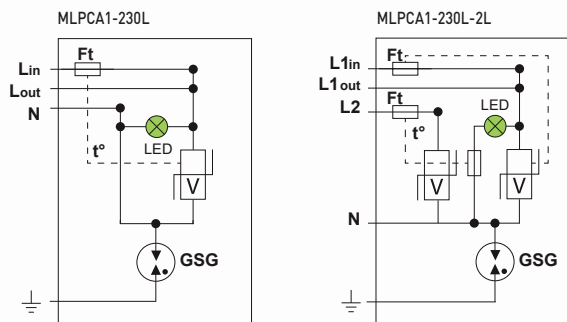 MLPCA1-230L
Lin
Ft
Lout
N
LED
t°
V
GSG
MLPCA1-230L-2L
L1in
Ft
L1out
Ft
L2
LED
t°
V
V
N
GSG